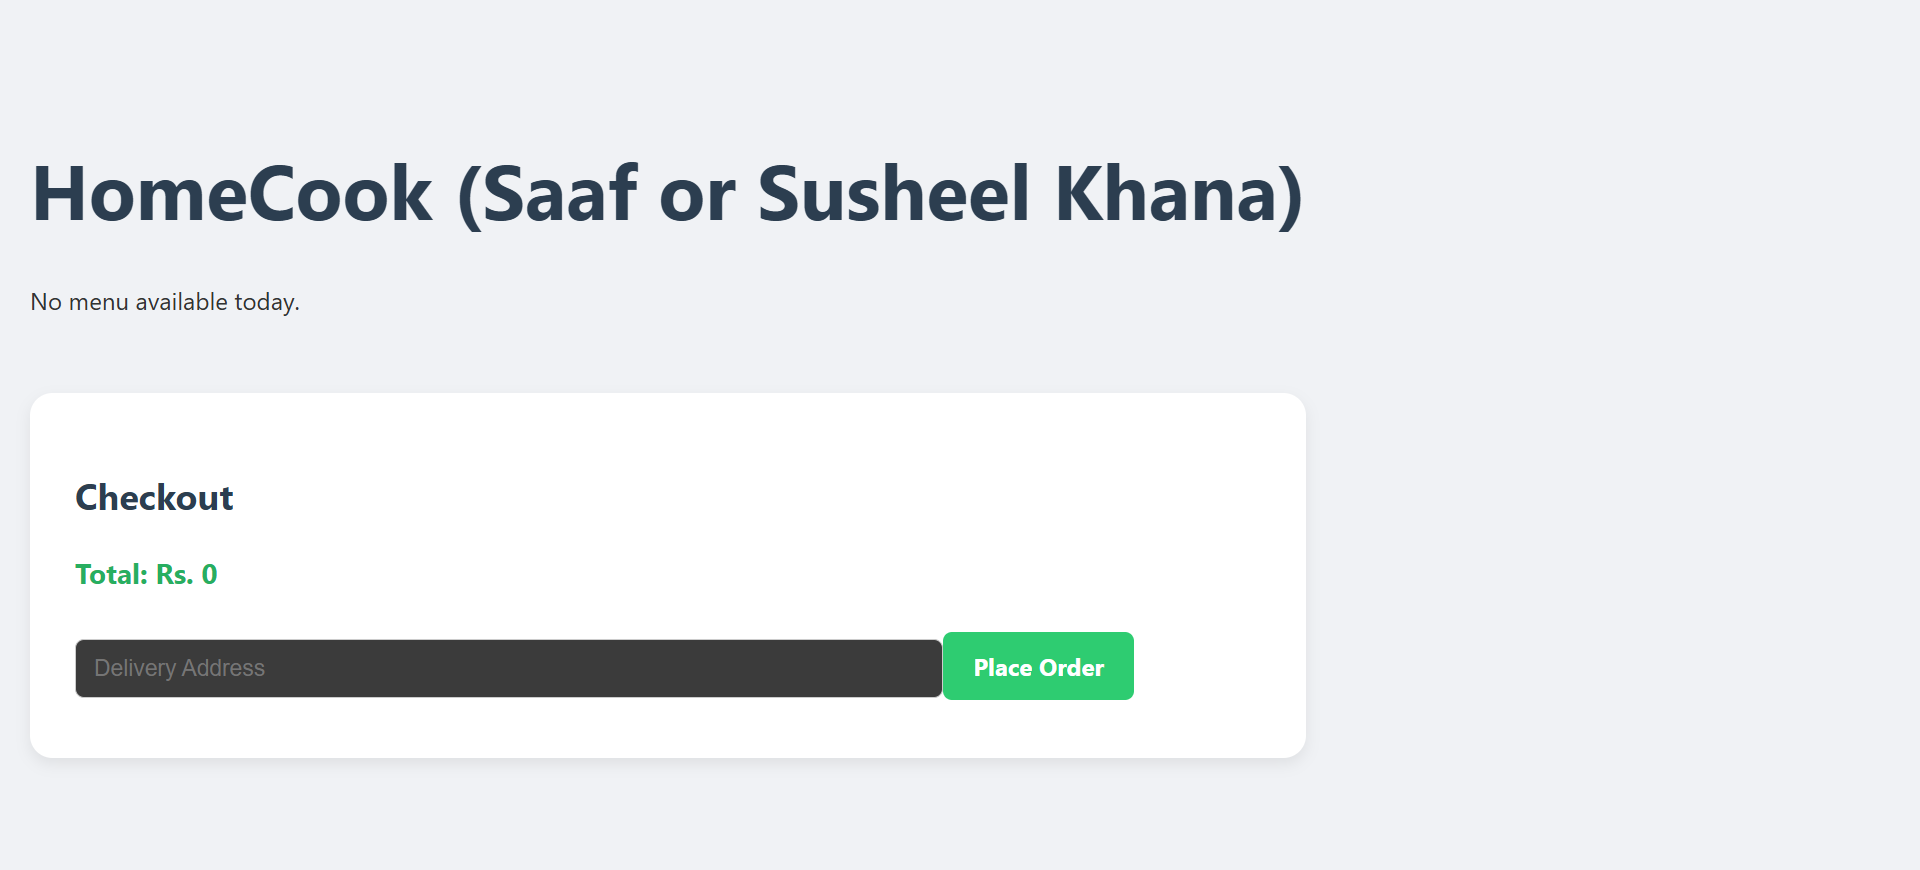 HomeCook (Saaf or Susheel Khana)
No menu available today.
Checkout
Total: Rs. 0
Delivery Address
Place Order